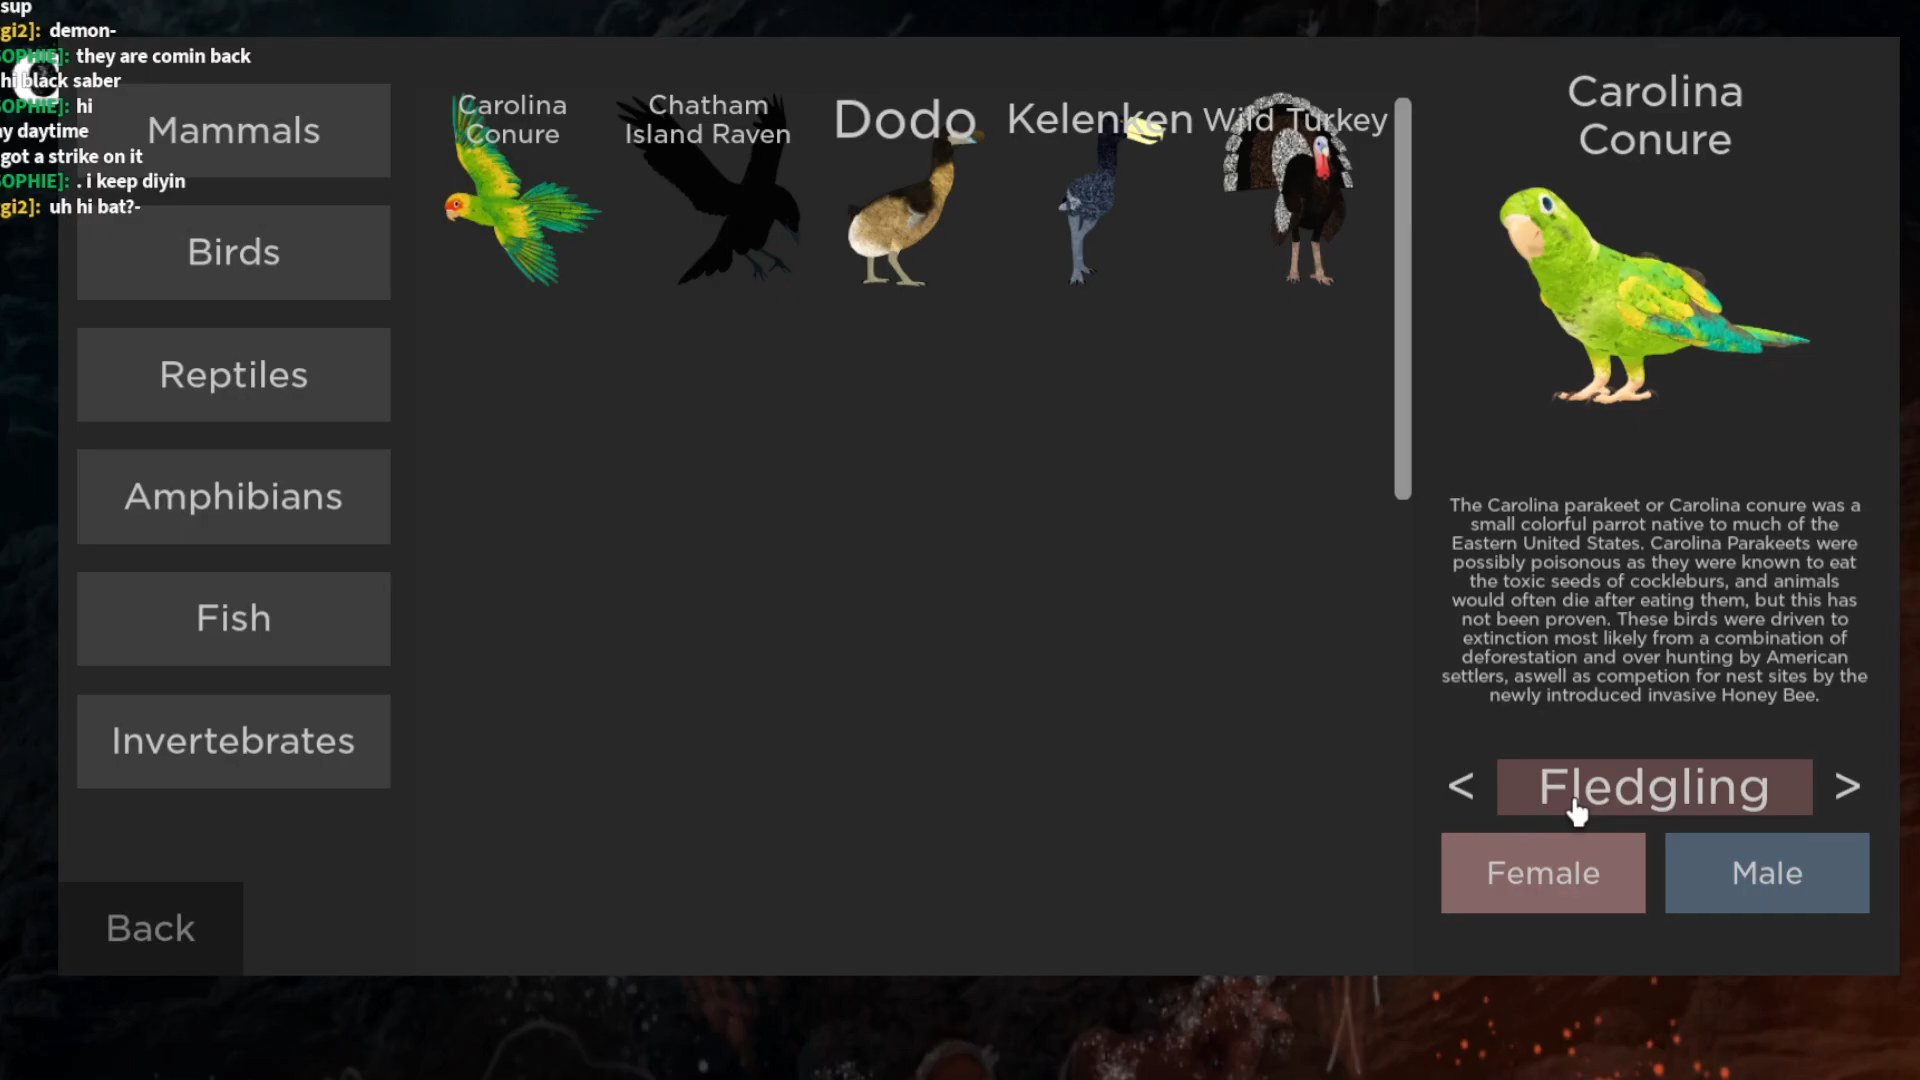 sup
gi2]: demon-
SOPHIE]: they are comin back
hi black saber
SOPHIE]: hi
ny daytime
got a strike on it
SOPHIE]: . i keep diyin
gi2]: uh hi bat?-
Mammals
Birds
Reptiles
Amphibians
Fish
Invertebrates
Back
Carolina
Conure
Chatham
Island Raven
Dodo
Kelenken
Wild Turkey
Carolina
Conure
The Carolina parakeet or Carolina conure was a
small colorful parrot native to much of the
Eastern United States. Carolina Parakeets were
possibly poisonous as they were known to eat
the toxic seeds of cockleburs, and animals
would often die after eating them, but this has
not been proven. These birds were driven to
extinction most likely from a combination of
deforestation and over hunting by American
settlers, aswell as competion for nest sites by the
newly introduced invasive Honey Bee.
< Fledgling >
Female
Male